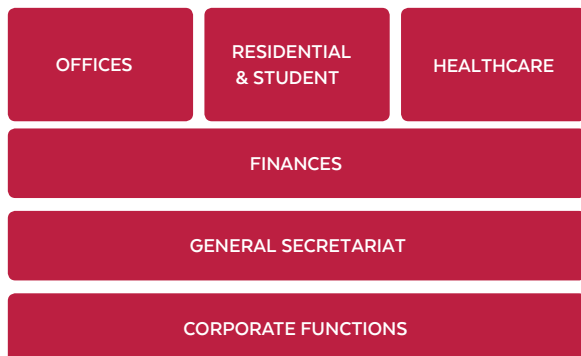 OFFICES
RESIDENTIAL
& STUDENT
HEALTHCARE
FINANCES
GENERAL SECRETARIAT
CORPORATE FUNCTIONS